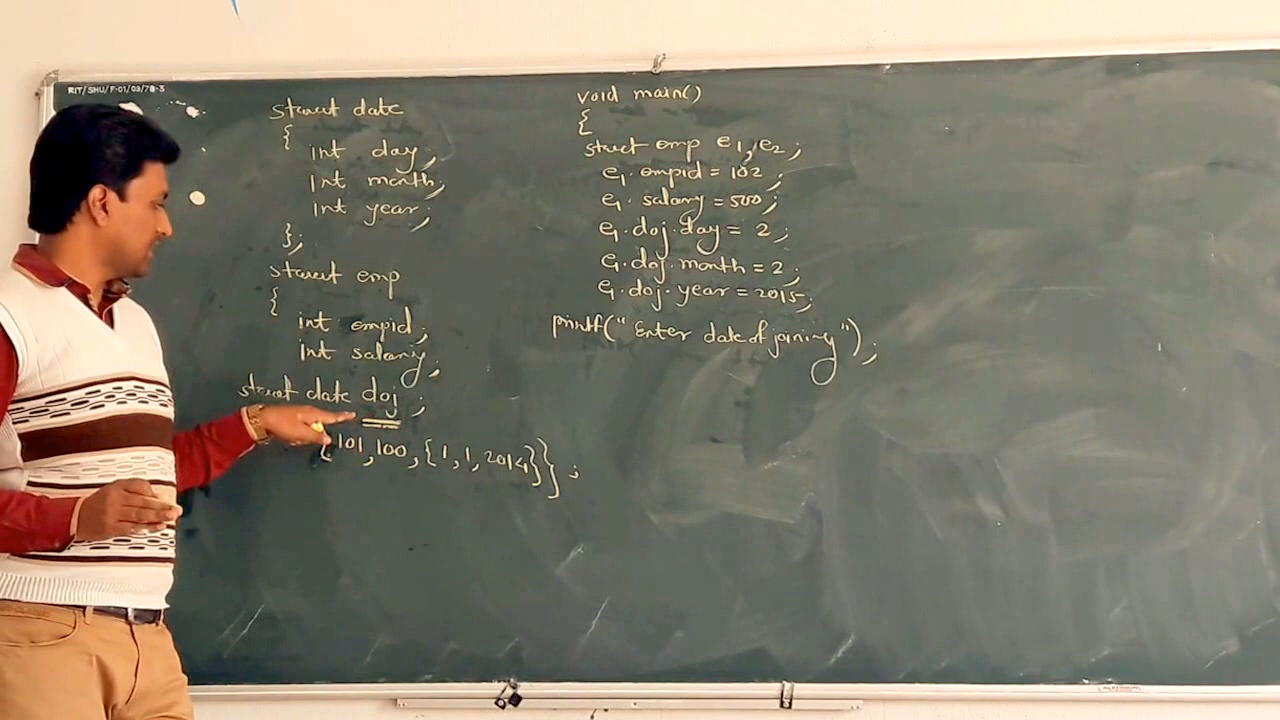 RIT/SHU/F-01/03/78-3
struct date
{
int day;
int month;
int year;
};
struct emp
{
int empid;
int salary;
struct date doj;
{101,100,{1,1,2014}};
void main()
{
struct emp e1,e2;
e1.empid=102;
e1.salary=500;
e1.doj.day=2;
e1.doj.month=2;
e1.doj.year=2015;
printf("Enter date of joining");